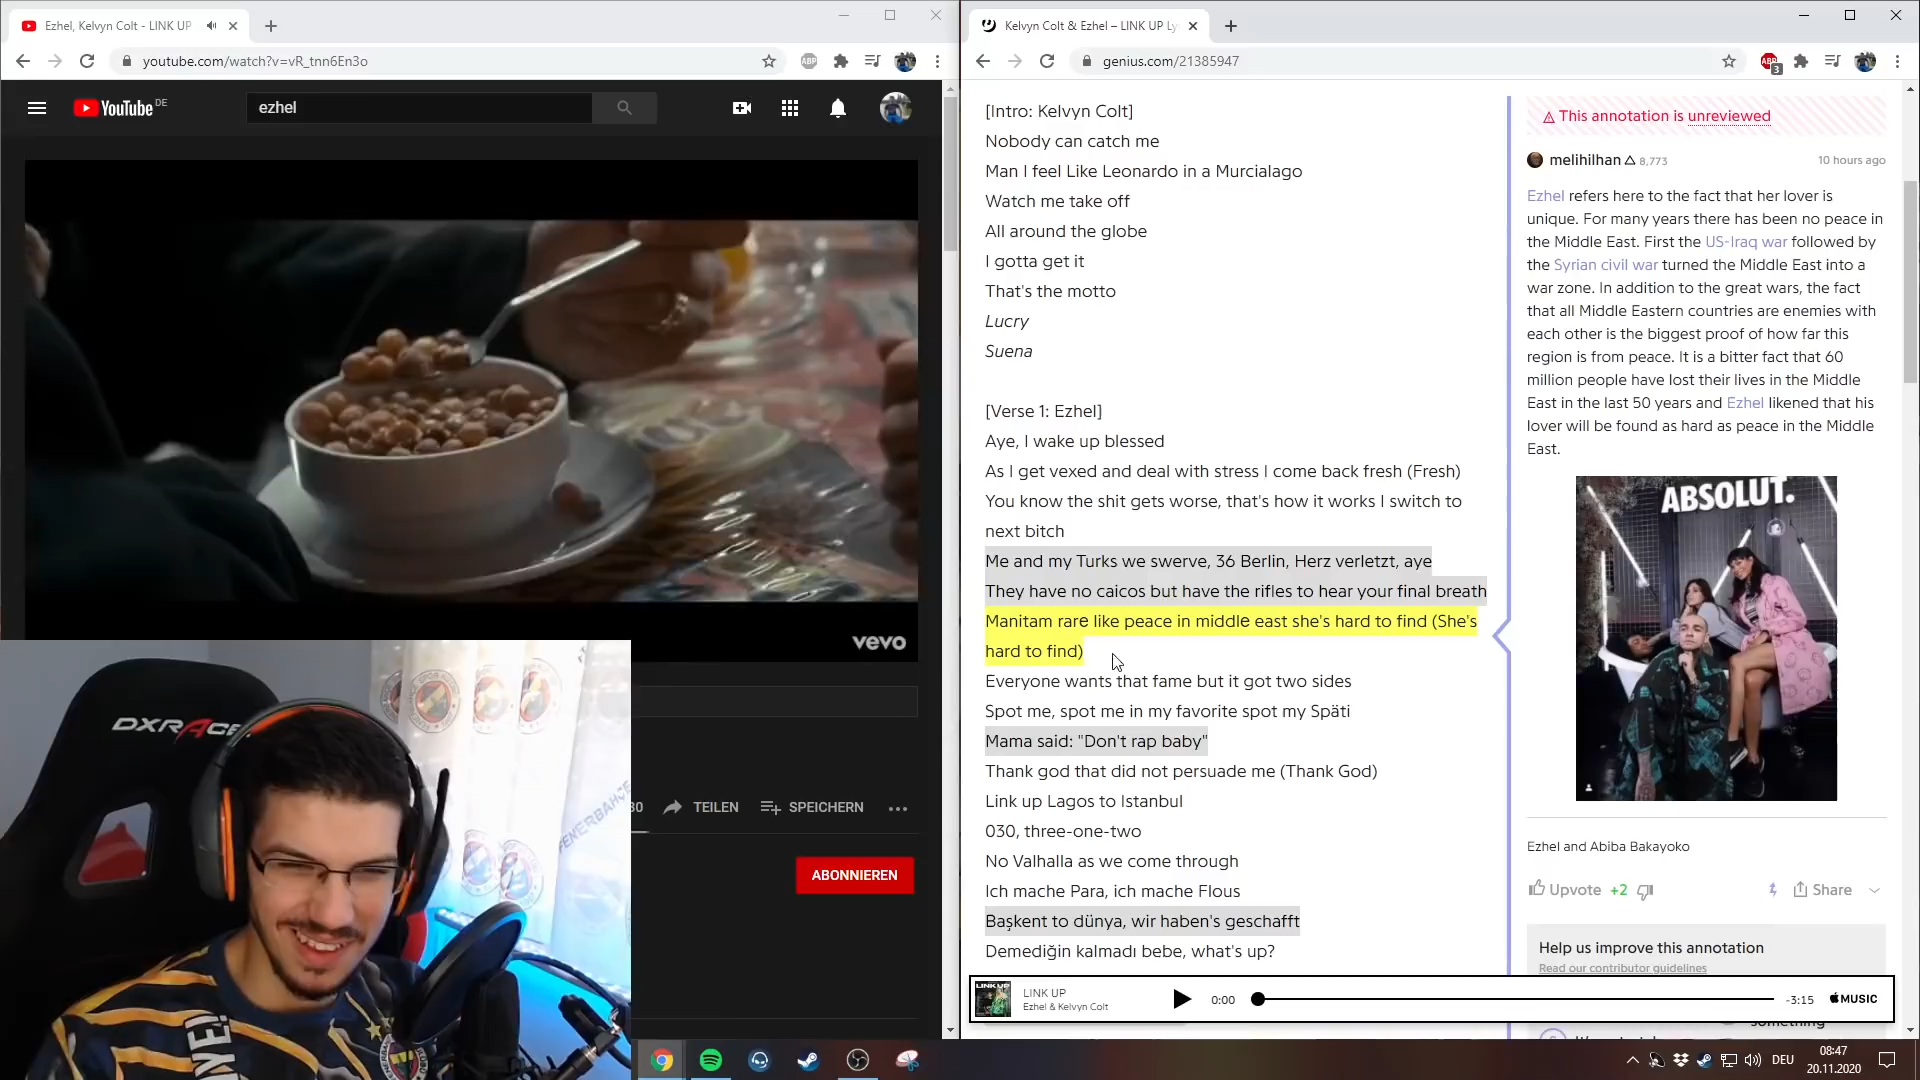 Ezhel, Kelvyn Colt - LINK UP
youtube.com/watch?v=vR_tnn6En3o
ABP
YouTube DE
ezhel
vevo
DXRACE
FENERBAHÇE
30
TEILEN
SPEICHERN
ABONNIEREN
Kelvyn Colt & Ezhel – LINK UP Ly
genius.com/21385947
ABP
3
[Intro: Kelvyn Colt]
Nobody can catch me
Man I feel Like Leonardo in a Murcialago
Watch me take off
All around the globe
I gotta get it
That's the motto
Lucry
Suena
[Verse 1: Ezhel]
Aye, I wake up blessed
As I get vexed and deal with stress I come back fresh (Fresh)
You know the shit gets worse, that's how it works I switch to
next bitch
Me and my Turks we swerve, 36 Berlin, Herz verletzt, aye
They have no caicos but have the rifles to hear your final breath
Manitam rare like peace in middle east she's hard to find (She's
hard to find)
Everyone wants that fame but it got two sides
Spot me, spot me in my favorite spot my Späti
Mama said: "Don't rap baby"
Thank god that did not persuade me (Thank God)
Link up Lagos to Istanbul
030, three-one-two
No Valhalla as we come through
Ich mache Para, ich mache Flous
Başkent to dünya, wir haben's geschafft
Demediğin kalmadı bebe, what's up?
This annotation is unreviewed
melihilhan 8,773
10 hours ago
Ezhel refers here to the fact that her lover is
unique. For many years there has been no peace in
the Middle East. First the US-Iraq war followed by
the Syrian civil war turned the Middle East into a
war zone. In addition to the great wars, the fact
that all Middle Eastern countries are enemies with
each other is the biggest proof of how far this
region is from peace. It is a bitter fact that 60
million people have lost their lives in the Middle
East in the last 50 years and Ezhel likened that his
lover will be found as hard as peace in the Middle
East.
ABSOLUT.
Ezhel and Abiba Bakayoko
Upvote +2
Share
Help us improve this annotation
Read our contributor guidelines
something
LINK UP
LINK UP
Ezhel & Kelvyn Colt
0:00
-3:15
MUSIC
DEU
08:47
20.11.2020